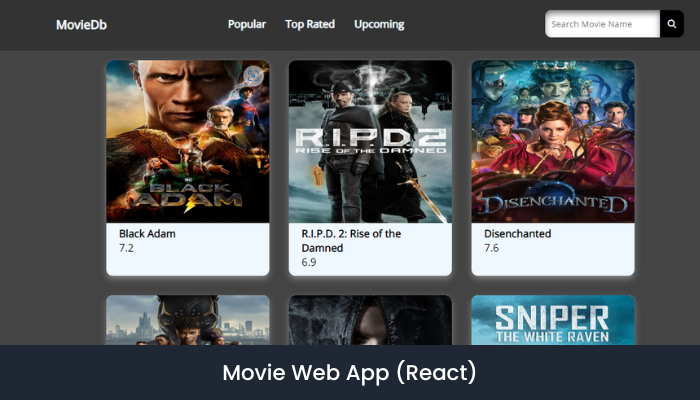 MovieDb
Popular
Top Rated
Upcoming
Search Movie Name
BLACK
ADAM
R.I.P.D. 2
RISE OF THE DAMNED
DISENCHANTED
Black Adam
7.2
R.I.P.D. 2: Rise of the
Damned
6.9
Disenchanted
7.6
SNIPER
THE WHITE RAVEN
Movie Web App (React)